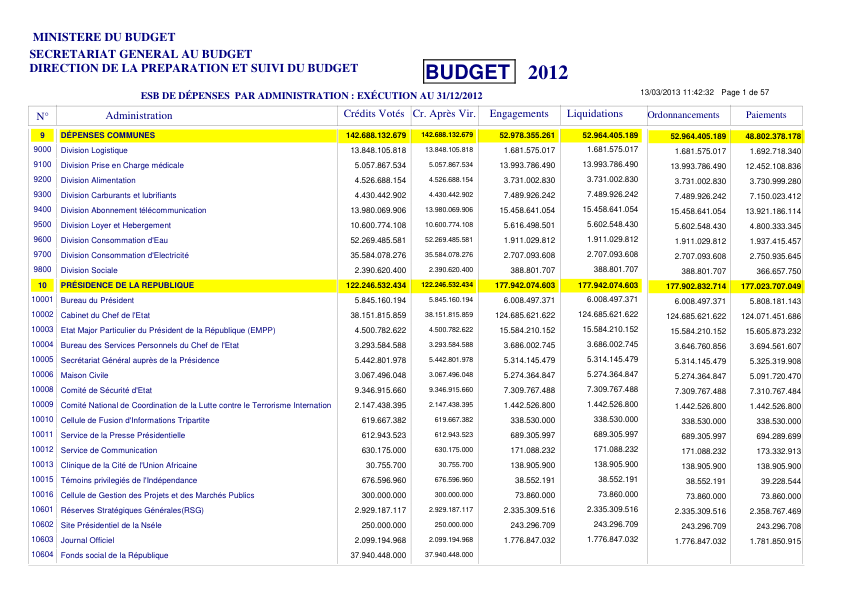 MINISTERE DU BUDGET
SECRETARIAT GENERAL AU BUDGET
DIRECTION DE LA PREPARATION ET SUIVI DU BUDGET
BUDGET 2012
ESB DE DÉPENSES PAR ADMINISTRATION : EXÉCUTION AU 31/12/2012
13/03/2013 11:42:32 Page 1 de 57
N° Administration Crédits Votés Cr. Après Vir. Engagements Liquidations Ordonnancements Paiements
9 DÉPENSES COMMUNES 142.688.132.679 142.688.132.679 52.978.355.261 52.964.405.189 52.964.405.189 48.802.378.178
9000 Division Logistique 13.848.105.818 13.848.105.818 1.681.575.017 1.681.575.017 1.681.575.017 1.692.718.340
9100 Division Prise en Charge médicale 5.057.867.534 5.057.867.534 13.993.786.490 13.993.786.490 13.993.786.490 12.452.108.836
9200 Division Alimentation 4.526.688.154 4.526.688.154 3.731.002.830 3.731.002.830 3.731.002.830 3.730.999.280
9300 Division Carburants et lubrifiants 4.430.442.902 4.430.442.902 7.489.926.242 7.489.926.242 7.489.926.242 7.150.023.412
9400 Division Abonnement télécommunication 13.980.069.906 13.980.069.906 15.458.641.054 15.458.641.054 15.458.641.054 13.921.186.114
9500 Division Loyer et Hebergement 10.600.774.108 10.600.774.108 5.616.498.501 5.602.548.430 5.602.548.430 4.800.333.345
9600 Division Consommation d'Eau 52.269.485.581 52.269.485.581 1.911.029.812 1.911.029.812 1.911.029.812 1.937.415.457
9700 Division Consommation d'Electricité 35.584.078.276 35.584.078.276 2.707.093.608 2.707.093.608 2.707.093.608 2.750.935.645
9800 Division Sociale 2.390.620.400 2.390.620.400 388.801.707 388.801.707 388.801.707 366.657.750
10 PRÉSIDENCE DE LA REPUBLIQUE 122.246.532.434 122.246.532.434 177.942.074.603 177.942.074.603 177.902.832.714 177.023.707.049
10001 Bureau du Président 5.845.160.194 5.845.160.194 6.008.497.371 6.008.497.371 6.008.497.371 5.808.181.143
10002 Cabinet du Chef de l'Etat 38.151.815.859 38.151.815.859 124.685.621.622 124.685.621.622 124.685.621.622 124.071.451.686
10003 Etat Major Particulier du Président de la République (EMPP) 4.500.782.622 4.500.782.622 15.584.210.152 15.584.210.152 15.584.210.152 15.605.873.232
10004 Bureau des Services Personnels du Chef de l'Etat 3.293.584.588 3.293.584.588 3.686.002.745 3.686.002.745 3.646.760.856 3.694.561.607
10005 Secrétariat Général auprès de la Présidence 5.442.801.978 5.442.801.978 5.314.145.479 5.314.145.479 5.314.145.479 5.325.319.908
10006 Maison Civile 3.067.496.048 3.067.496.048 5.274.364.847 5.274.364.847 5.274.364.847 5.091.720.470
10008 Comité de Sécurité d'Etat 9.346.915.660 9.346.915.660 7.309.767.488 7.309.767.488 7.309.767.488 7.310.767.484
10009 Comité National de Coordination de la Lutte contre le Terrorisme Internation 2.147.438.395 2.147.438.395 1.442.526.800 1.442.526.800 1.442.526.800 1.442.526.800
10010 Cellule de Fusion d'Informations Tripartite 619.667.382 619.667.382 338.530.000 338.530.000 338.530.000 338.530.000
10011 Service de la Presse Présidentielle 612.943.523 612.943.523 689.305.997 689.305.997 689.305.997 694.289.699
10012 Service de Communication 630.175.000 630.175.000 171.088.232 171.088.232 171.088.232 173.332.913
10013 Clinique de la Cité de l'Union Africaine 30.755.700 30.755.700 138.905.900 138.905.900 138.905.900 138.905.900
10015 Témoins privilegiés de l'Indépendance 676.596.960 676.596.960 38.552.191 38.552.191 38.552.191 39.228.544
10016 Cellule de Gestion des Projets et des Marchés Publics 300.000.000 300.000.000 73.860.000 73.860.000 73.860.000 73.860.000
10601 Réserves Stratégiques Générales(RSG) 2.929.187.117 2.929.187.117 2.335.309.516 2.335.309.516 2.335.309.516 2.358.767.469
10602 Site Présidentiel de la Nséle 250.000.000 250.000.000 243.296.709 243.296.709 243.296.709 243.296.708
10603 Journal Officiel 2.099.194.968 2.099.194.968 1.776.847.032 1.776.847.032 1.776.847.032 1.781.850.915
10604 Fonds social de la République 37.940.448.000 37.940.448.000